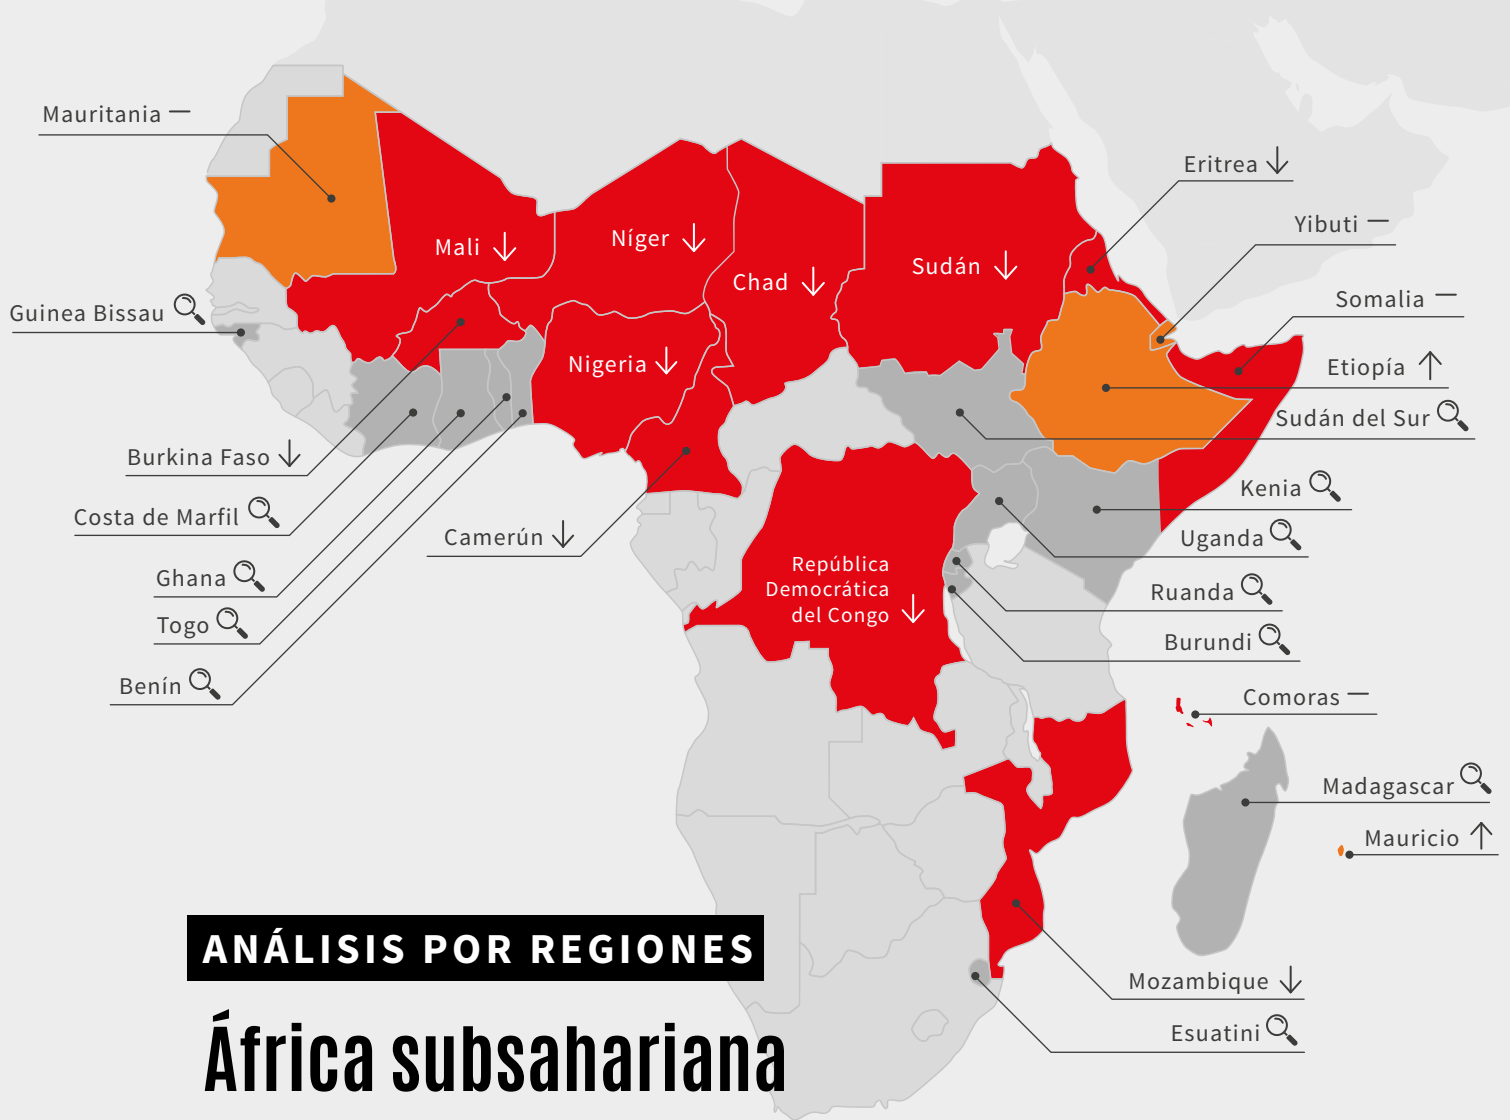 Mauritania
Mali
Níger
Chad
Sudán
Eritrea
Yibuti
Somalia
Etiopía
Sudán del Sur
Guinea Bissau
Nigeria
Burkina Faso
Costa de Marfil
Ghana
Togo
Benín
Camerún
República
Democrática
del Congo
Kenia
Uganda
Ruanda
Burundi
Comoras
Madagascar
Mauricio
Mozambique
Esuatini
ANÁLISIS POR REGIONES
África subsahariana